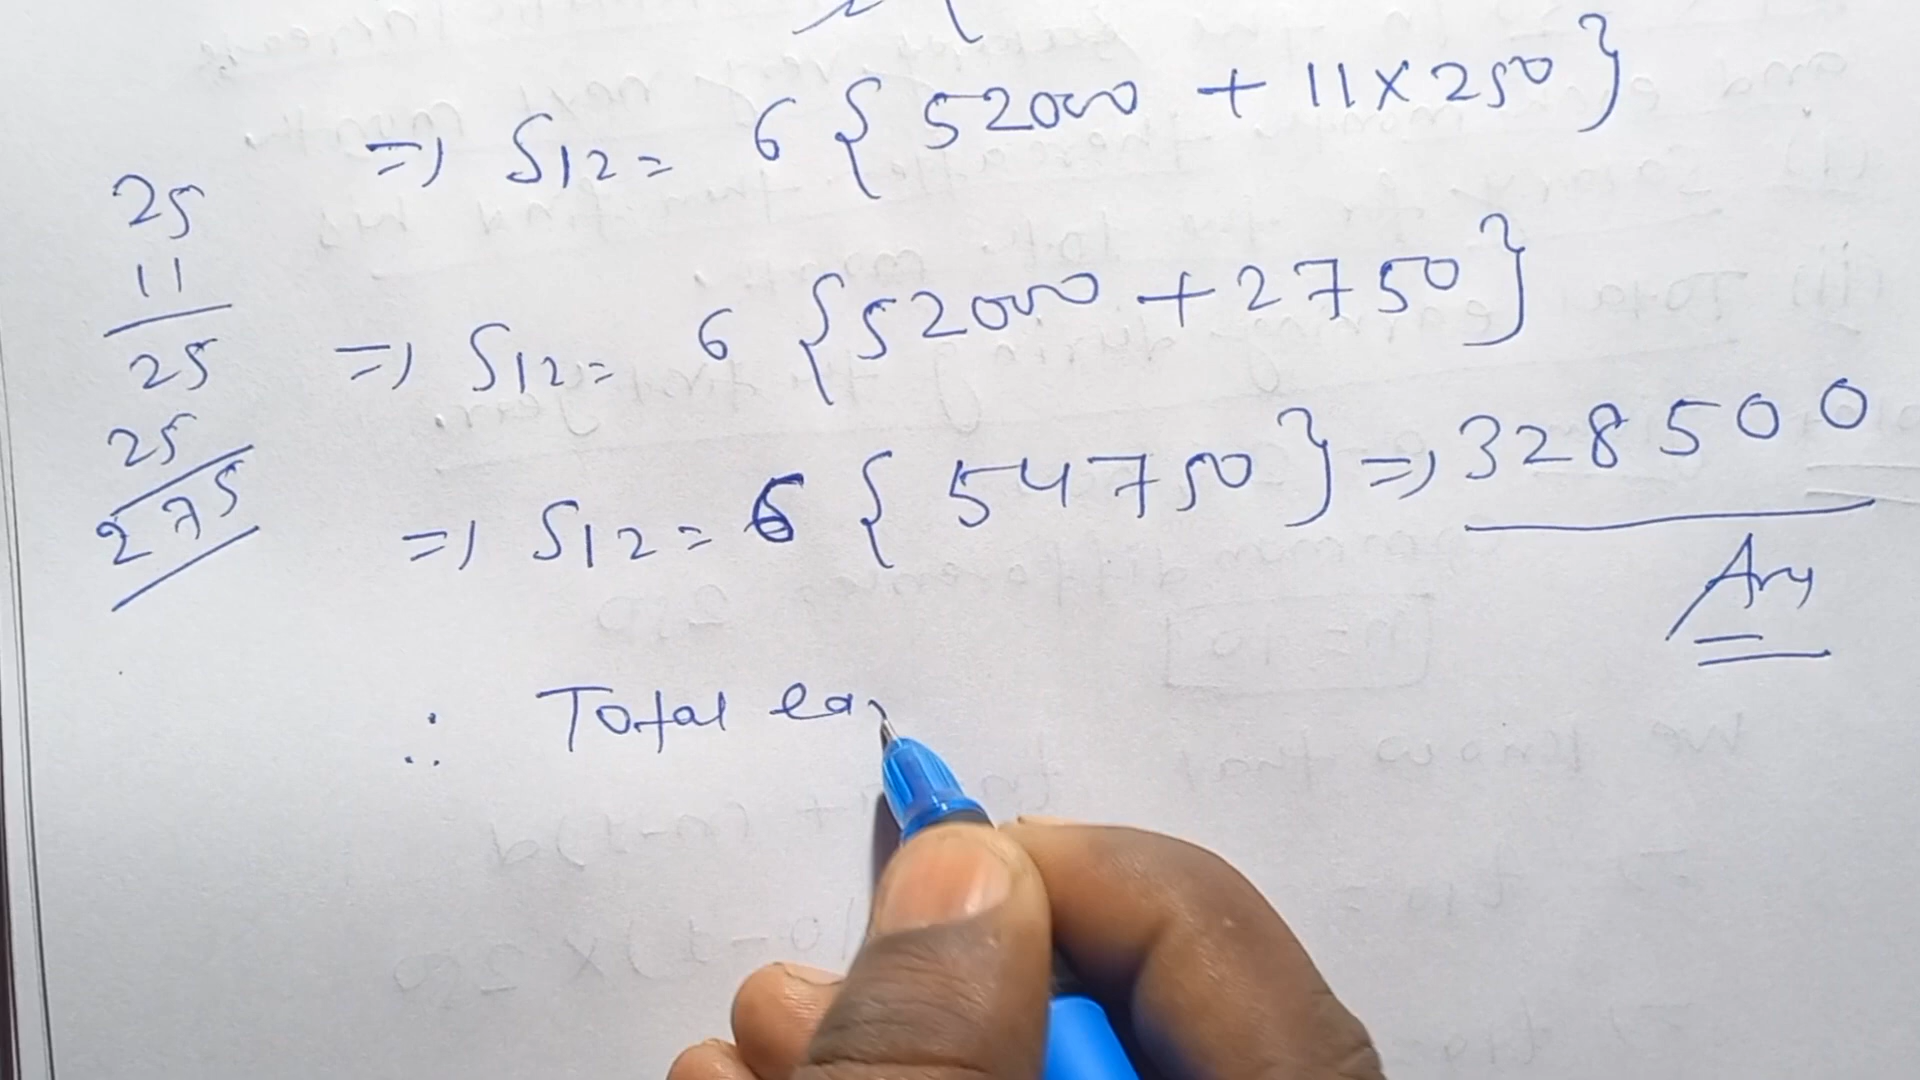 => S12 = 6 { 52000 + 11 × 250 }
=> S12 = 6 { 52000 + 2750 }
=> S12 = 6 { 54750 } => 328500
Ans
25
11
25
25
275
∴ Total ea